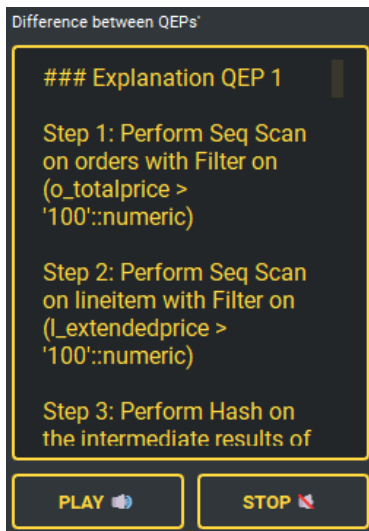 Difference between QEPs'
### Explanation QEP 1
Step 1: Perform Seq Scan
on orders with Filter on
(o_totalprice >
'100'::numeric)
Step 2: Perform Seq Scan
on lineitem with Filter on
(l_extendedprice >
'100'::numeric)
Step 3: Perform Hash on
the intermediate results of
PLAY 🔊
STOP 🔇